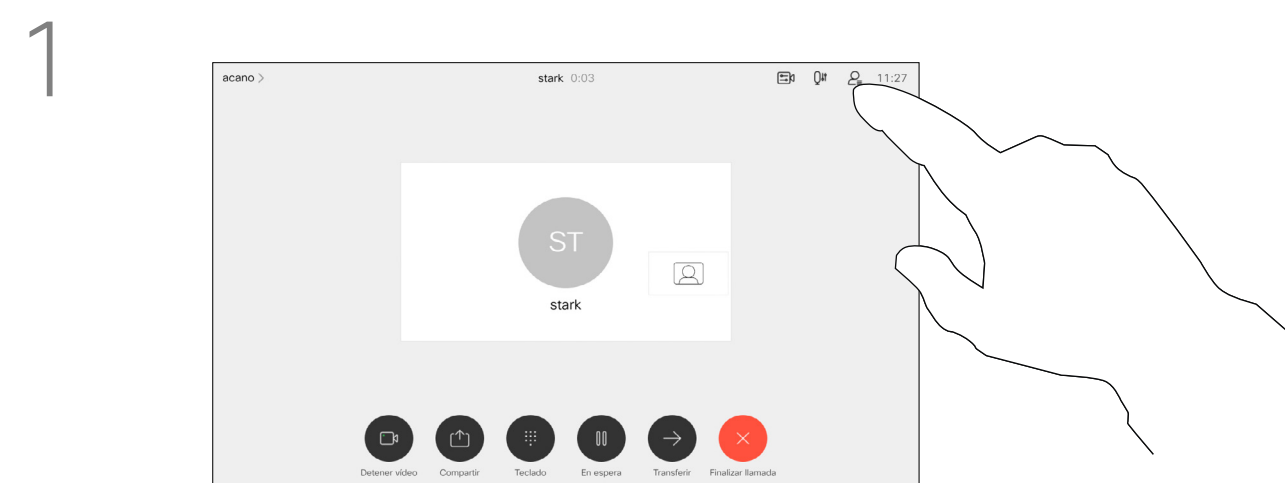 1
acano >
stark 0:03
11:27
ST
stark
Detener vídeo
Compartir
Teclado
En espera
Transferir
Finalizar llamada